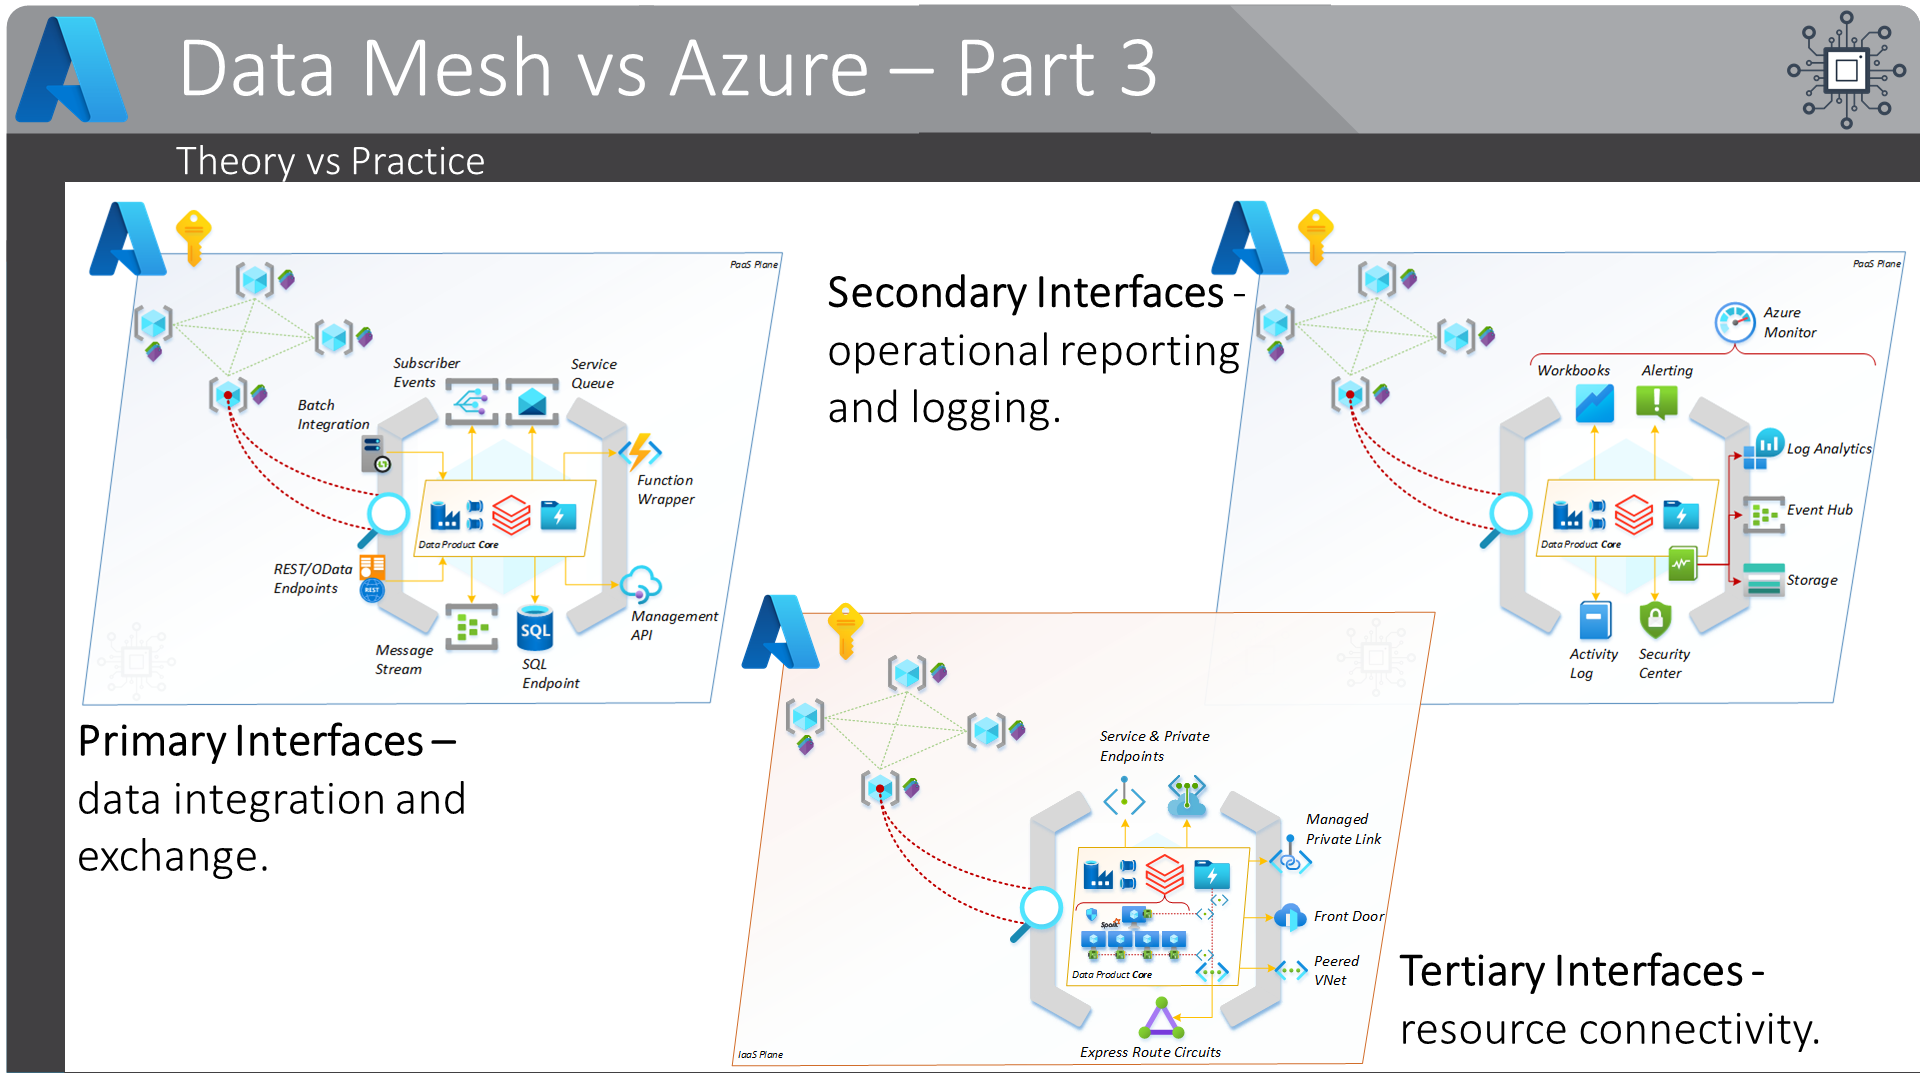 Data Mesh vs Azure – Part 3
Theory vs Practice
PaaS Plane
Subscriber
Events
Service
Queue
Batch
Integration
Function
Wrapper
Data Product Core
REST/OData
Endpoints
REST
Management
API
Message
Stream
SQL
SQL
Endpoint
Primary Interfaces –
data integration and
exchange.
Secondary Interfaces -
operational reporting
and logging.
PaaS Plane
Azure
Monitor
Workbooks
Alerting
Log Analytics
Event Hub
Data Product Core
Storage
Activity
Log
Security
Center
Service & Private
Endpoints
Managed
Private Link
Spark
Front Door
Data Product Core
Peered
VNet
Express Route Circuits
IaaS Plane
Tertiary Interfaces -
resource connectivity.